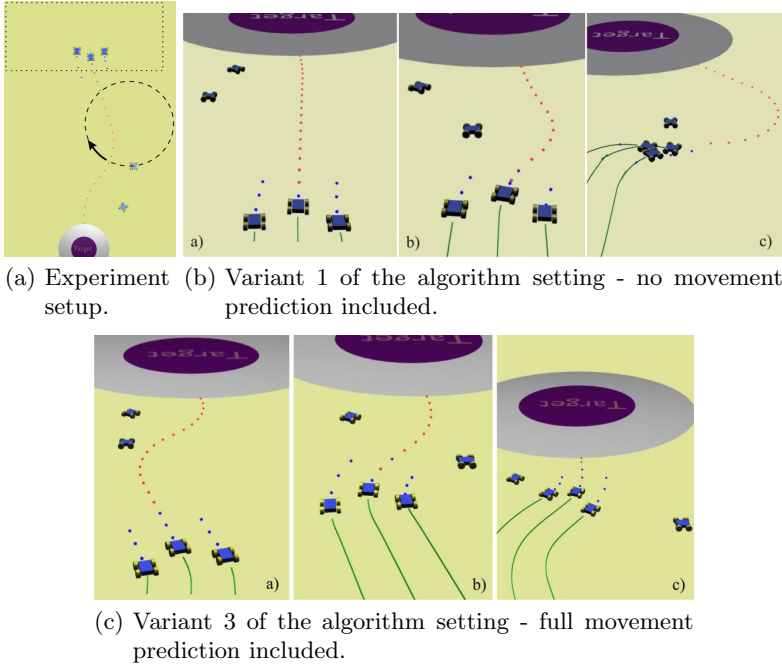 Target
Target
Target
a)
b)
c)
(a) Experiment setup.
(b) Variant 1 of the algorithm setting - no movement prediction included.
Target
Target
Target
a)
b)
c)
(c) Variant 3 of the algorithm setting - full movement prediction included.